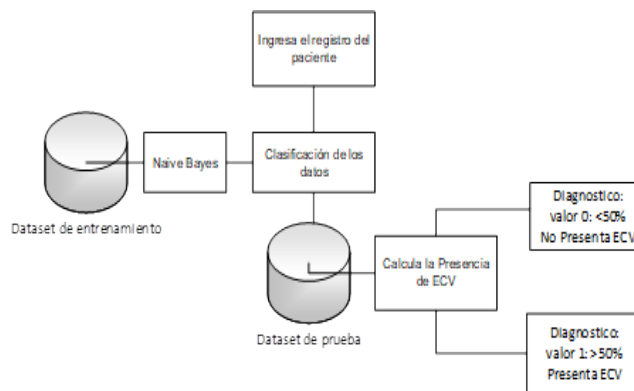 Ingresa el registro del
paciente
Naive Bayes
Clasificación de los
datos
Dataset de entrenamiento
Diagnostico:
valor 0: <50%
No Presenta ECV
Calcula la Presencia
de ECV
Dataset de prueba
Diagnostico:
valor 1: >50%
Presenta ECV